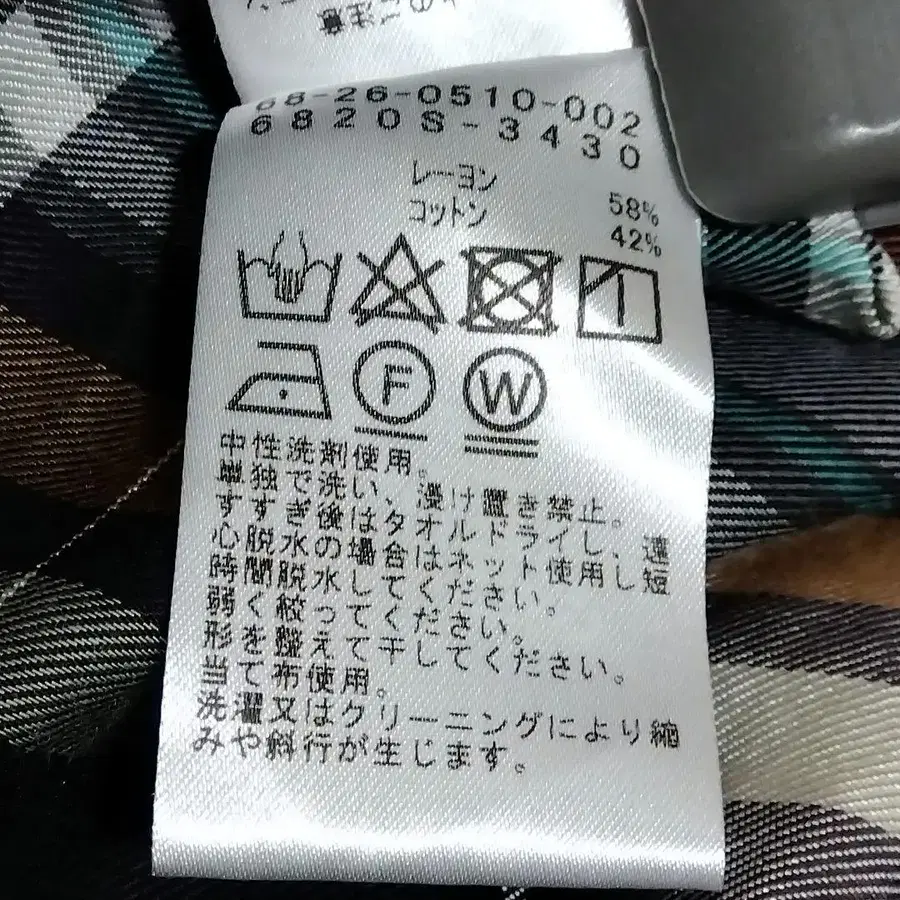 ご注意
68-26-0510-002
6820S-3430
レーヨン 58%
コットン 42%
F W
中性洗剤使用。
単独で洗い、浸け置き禁止。
すすぎ後はタオルドライし、遠
心脱水の場合はネット使用し短
時間脱水してください。
弱く絞ってください。
形を整えて干してください。
当て布使用。
洗濯又はクリーニングにより縮
みや斜行が生じます。